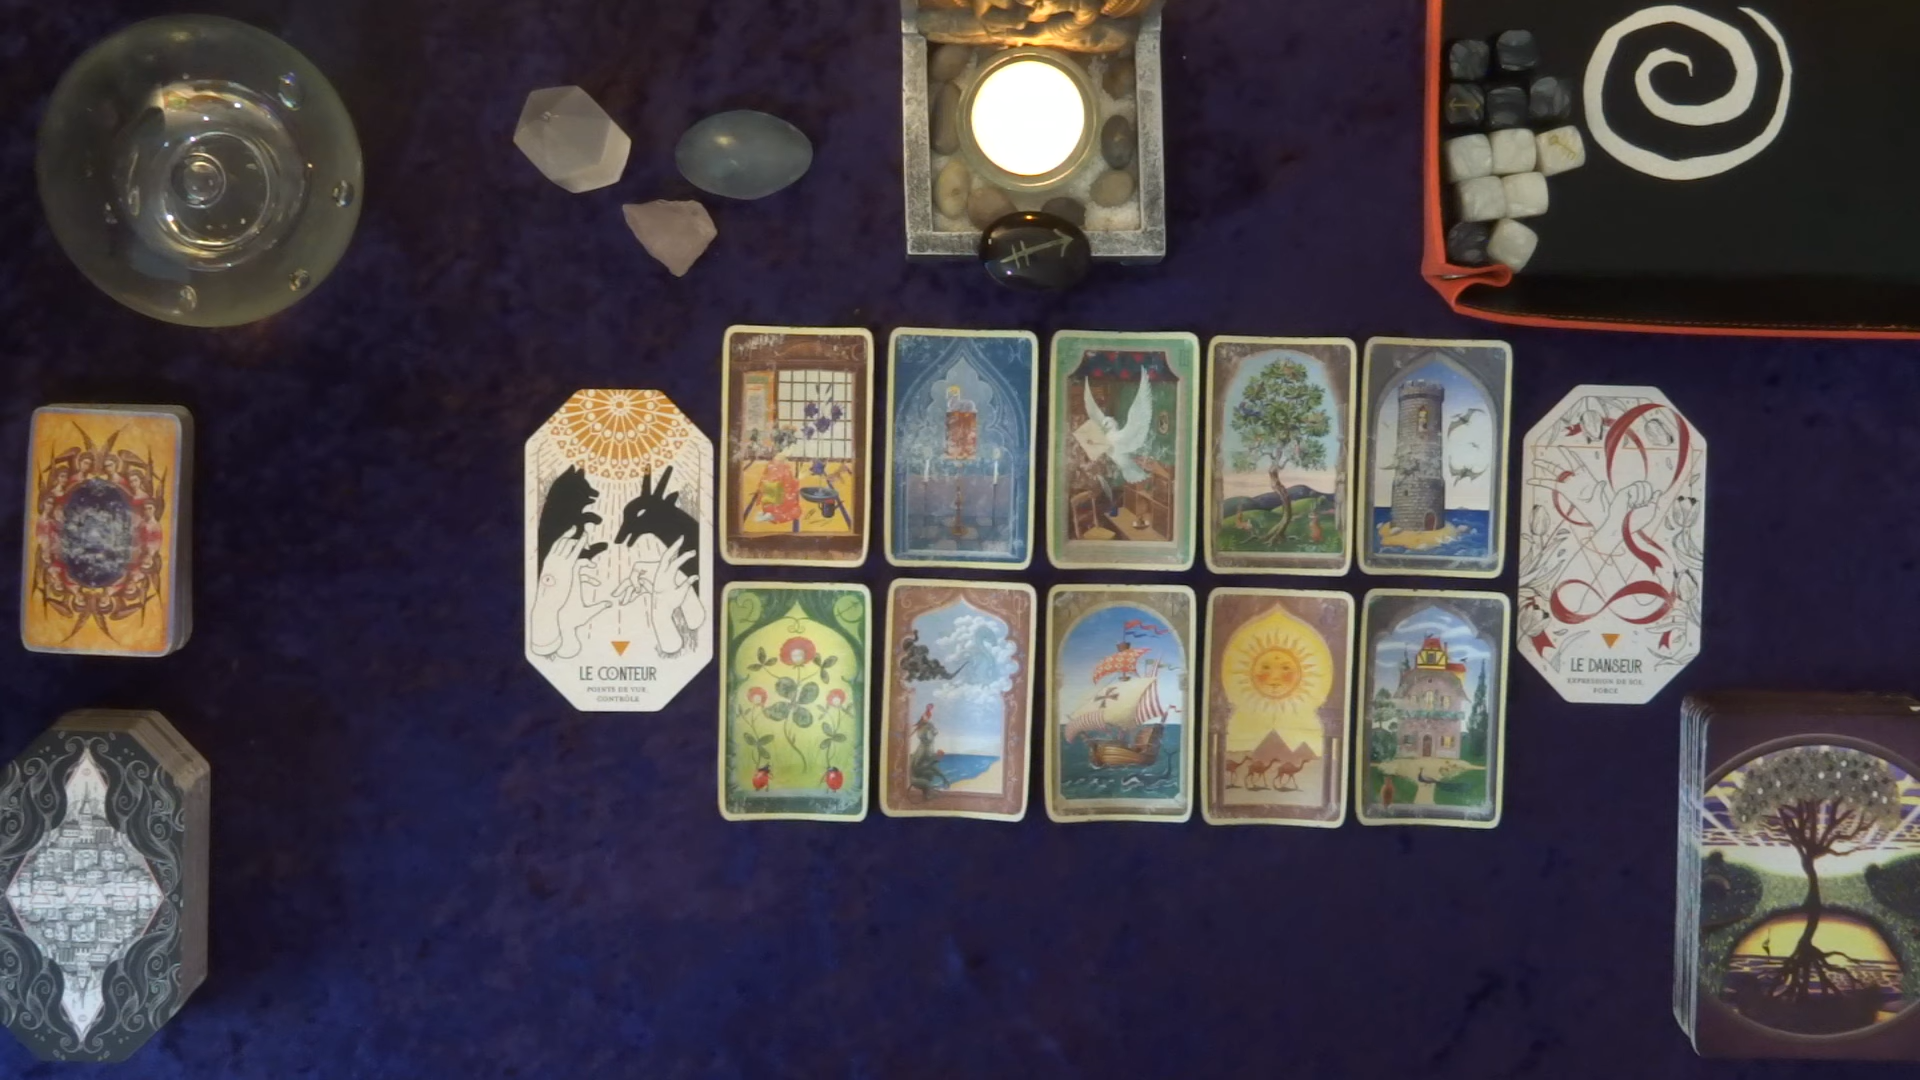 LE CONTEUR
POINTS DE VUE,
CONTRÔLE
LE DANSEUR
EXPRESSION DE SOI,
FORCE